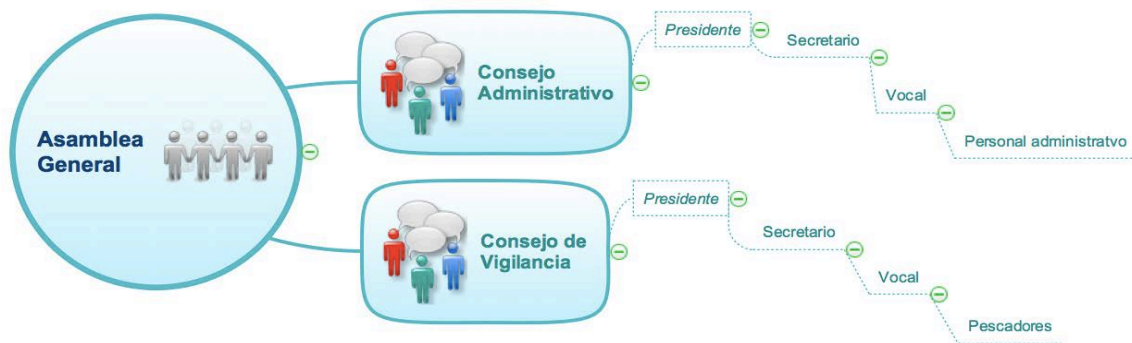 Asamblea
General
Consejo
Administrativo
Presidente
Secretario
Vocal
Personal administratvo
Consejo de
Vigilancia
Presidente
Secretario
Vocal
Pescadores